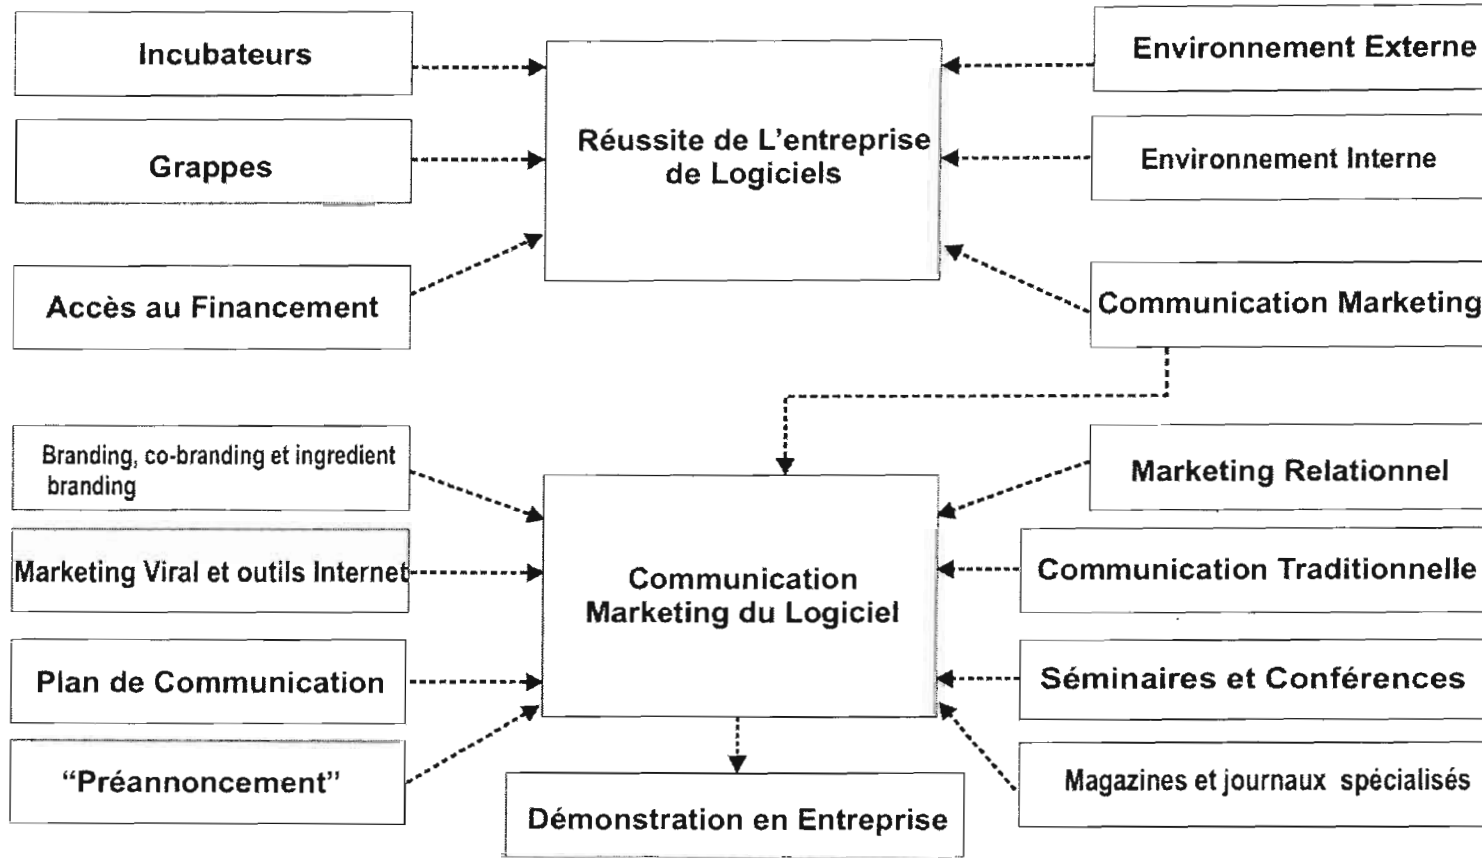 Incubateurs
Environnement Externe
Réussite de L'entreprise
de Logiciels
Grappes
Environnement Interne
Accès au Financement
Communication Marketing
Branding, co-branding et ingredient
branding
Marketing Relationnel
Marketing Viral et outils Internet
Communication Traditionnelle
Communication
Marketing du Logiciel
Plan de Communication
Séminaires et Conférences
“Préannoncement”
Magazines et journaux spécialisés
Démonstration en Entreprise